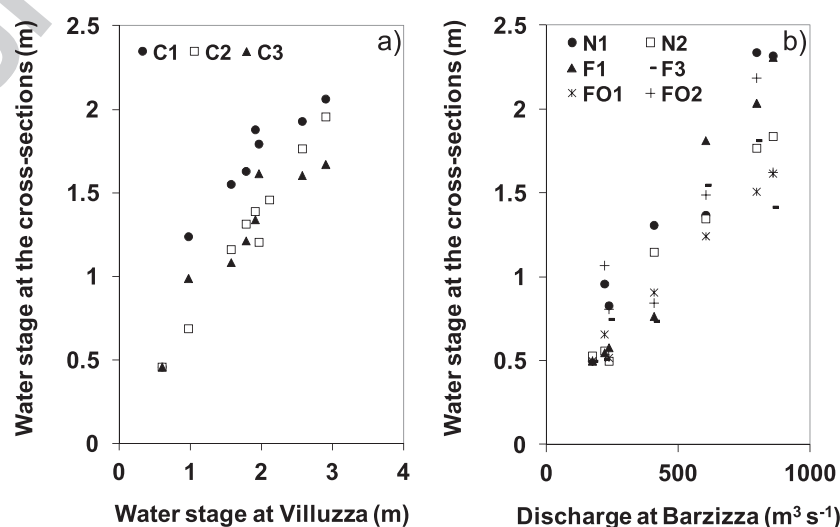 a)
C1 C2 C3
Water stage at the cross-sections (m)
2.5
2
1.5
1
0.5
0
0 1 2 3 4
Water stage at Villuzza (m)
b)
N1 N2
F1 F3
FO1 FO2
Water stage at the cross-sections (m)
2.5
2
1.5
1
0.5
0
0 500 1000
Discharge at Barzizza (m³ s⁻¹)